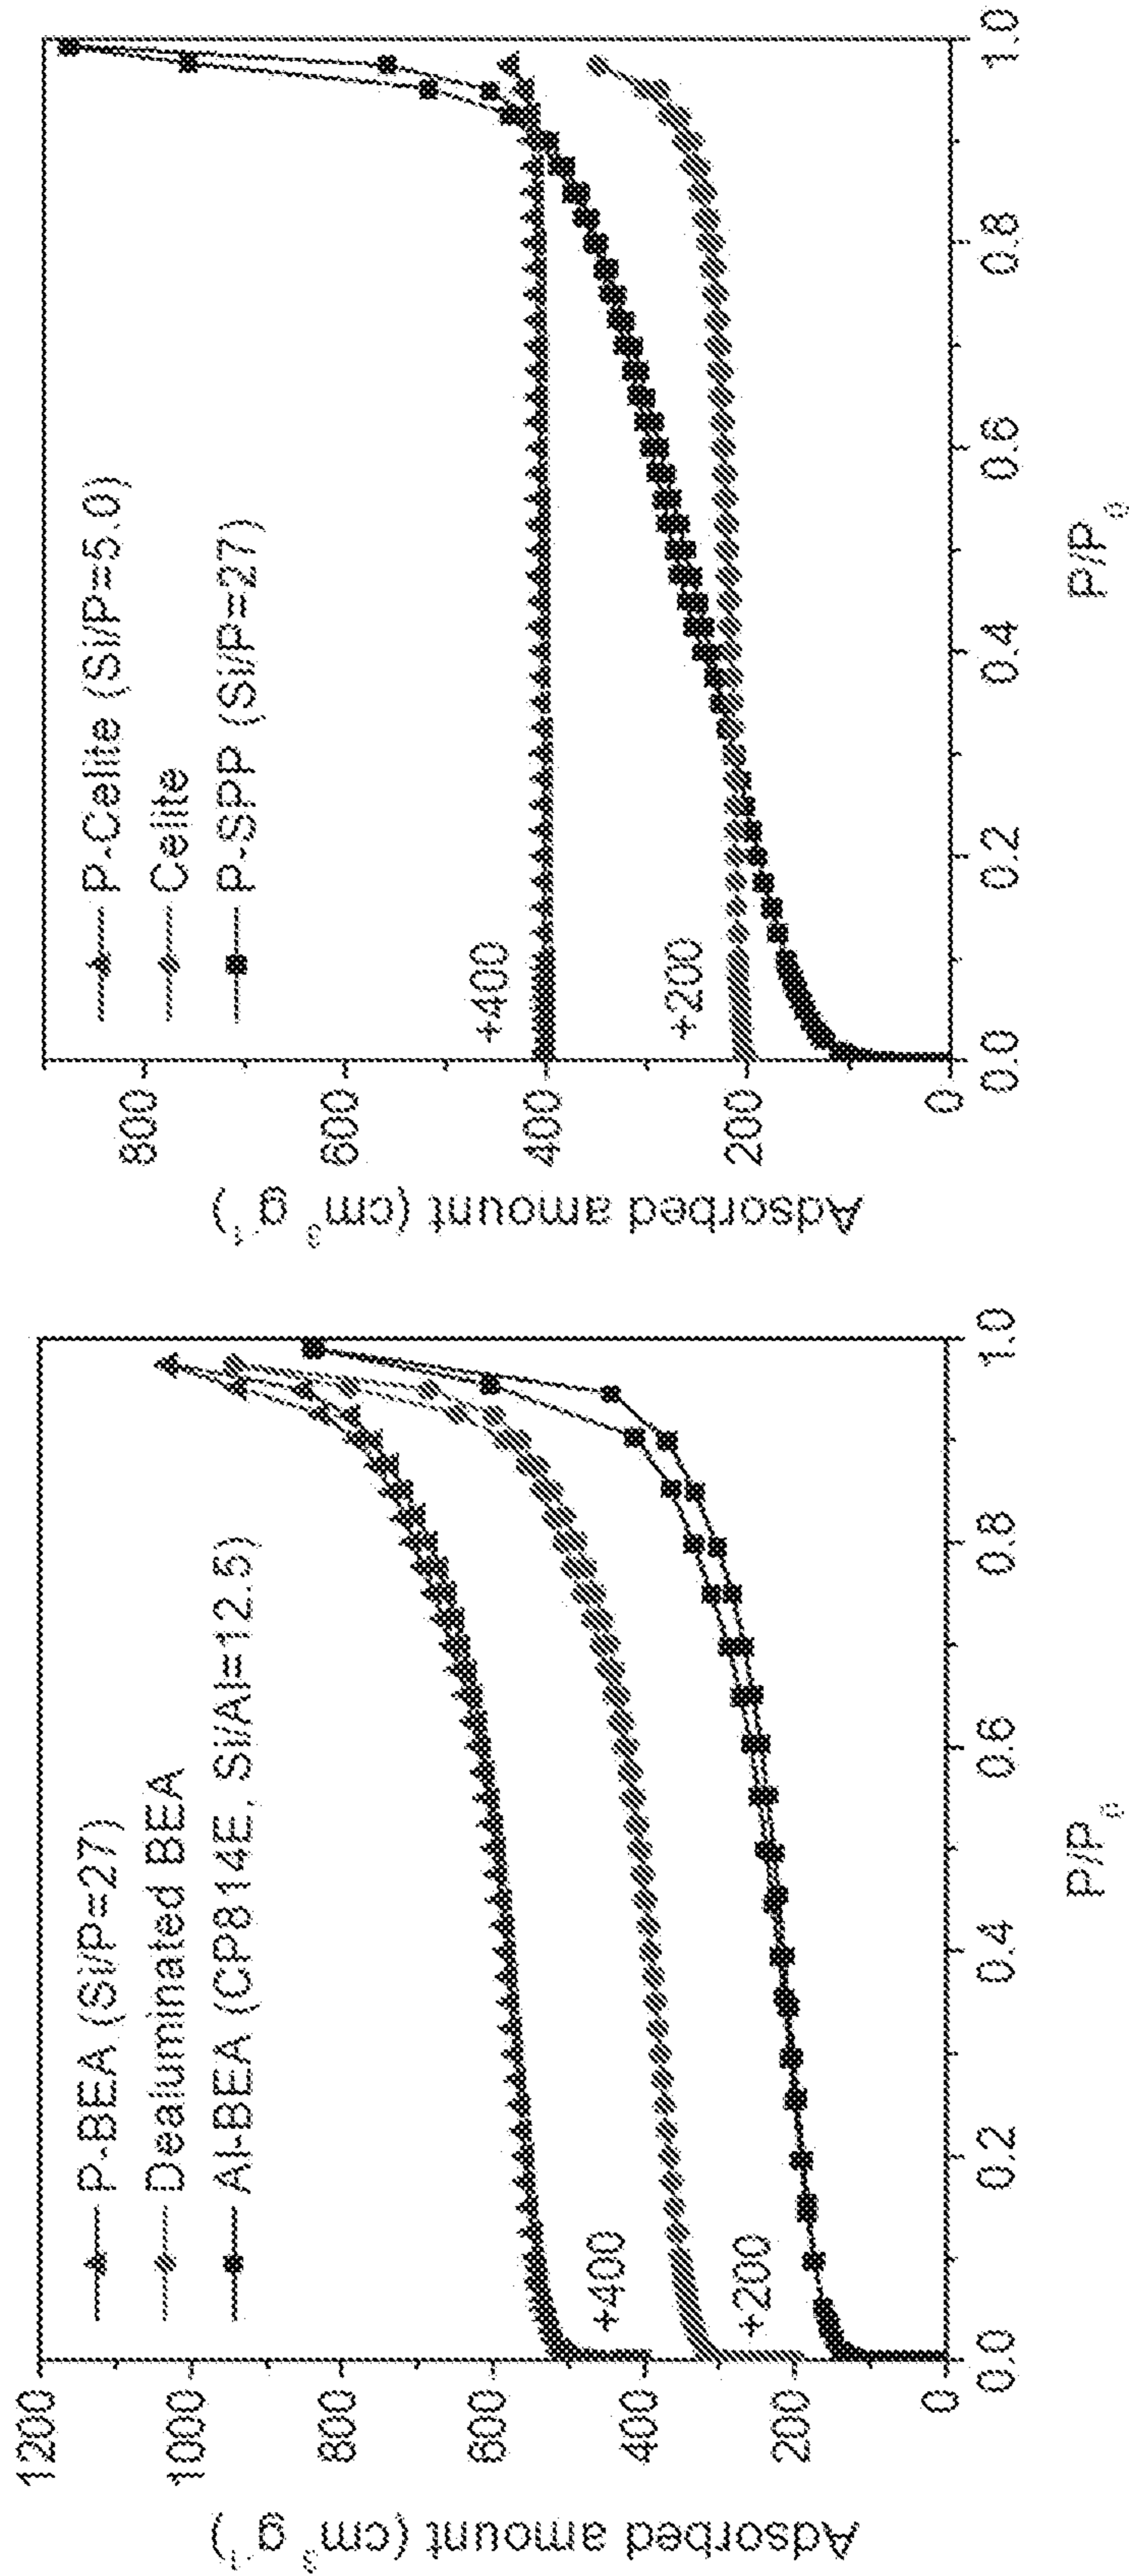 P-BEA (Si/P=27)
Dealuminated BEA
Al-BEA (CP814E, Si/Al=12.5)
+400
+200
1200
1000
800
600
400
200
0
0.0
0.2
0.4
0.6
0.8
1.0
Adsorbed amount (cm³ g⁻¹)
P/P₀
P-Celite (Si/P=5.0)
Celite
P-SPP (Si/P=27)
+400
+200
800
600
400
200
0
0.0
0.2
0.4
0.6
0.8
1.0
Adsorbed amount (cm³ g⁻¹)
P/P₀